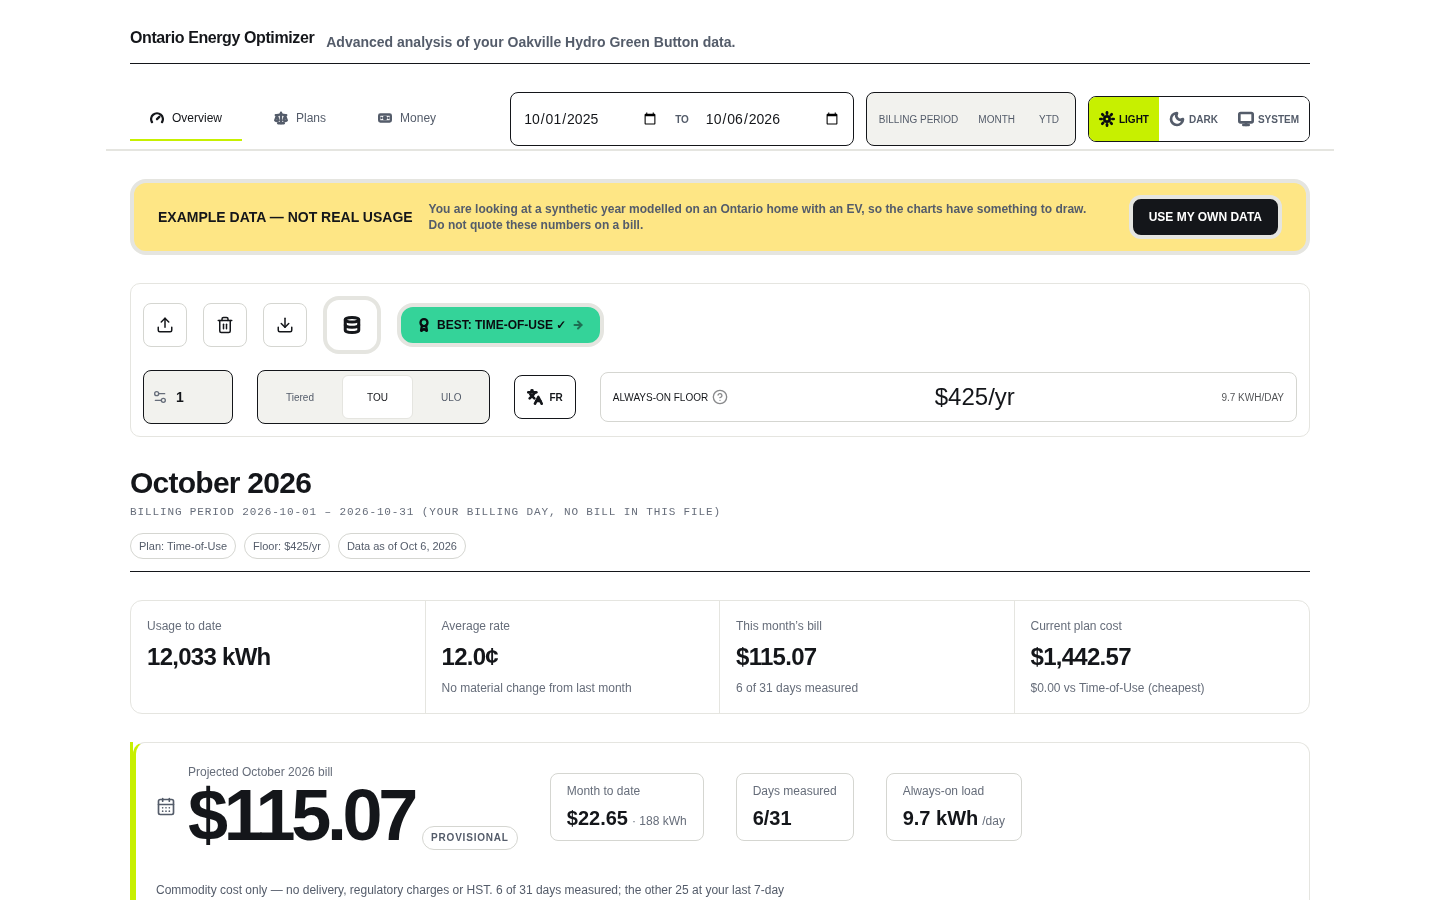 Ontario Energy Optimizer Advanced analysis of your Oakville Hydro Green Button data.
Overview Plans Money 10/01/2025 TO 10/06/2026 BILLING PERIOD MONTH YTD LIGHT DARK SYSTEM
EXAMPLE DATA — NOT REAL USAGE
You are looking at a synthetic year modelled on an Ontario home with an EV, so the charts have something to draw.
Do not quote these numbers on a bill.
USE MY OWN DATA
BEST: TIME-OF-USE ✓ →
1 Tiered TOU ULO FR ALWAYS-ON FLOOR ? $425/yr 9.7 KWH/DAY
October 2026
BILLING PERIOD 2026-10-01 – 2026-10-31 (YOUR BILLING DAY, NO BILL IN THIS FILE)
Plan: Time-of-Use Floor: $425/yr Data as of Oct 6, 2026
Usage to date
12,033 kWh
Average rate
12.0¢
No material change from last month
This month's bill
$115.07
6 of 31 days measured
Current plan cost
$1,442.57
$0.00 vs Time-of-Use (cheapest)
Projected October 2026 bill
$115.07 PROVISIONAL
Month to date
$22.65 · 188 kWh
Days measured
6/31
Always-on load
9.7 kWh /day
Commodity cost only — no delivery, regulatory charges or HST. 6 of 31 days measured; the other 25 at your last 7-day